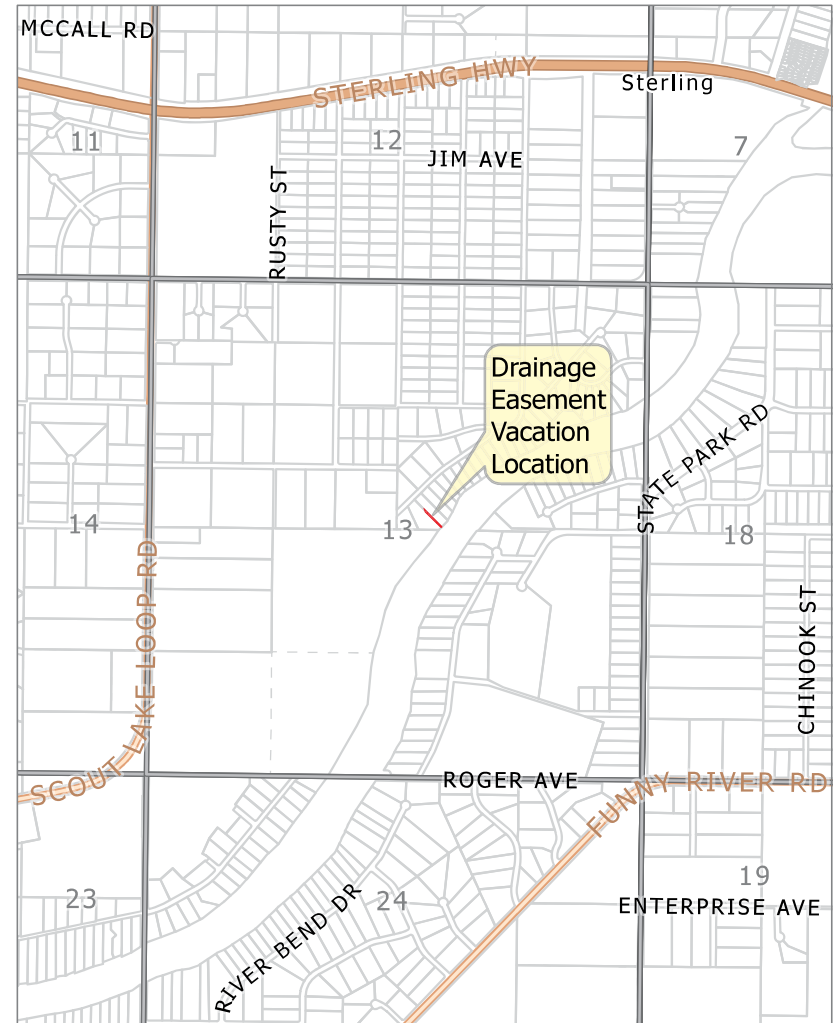 MCCALL RD
STERLING HWY
Sterling
11
12
7
JIM AVE
RUSTY ST
Drainage
Easement
Vacation
Location
STATE PARK RD
14
13
18
SCOUT LAKE LOOP RD
CHINOOK ST
ROGER AVE
FUNNY RIVER RD
23
24
19
ENTERPRISE AVE
RIVER BEND DR